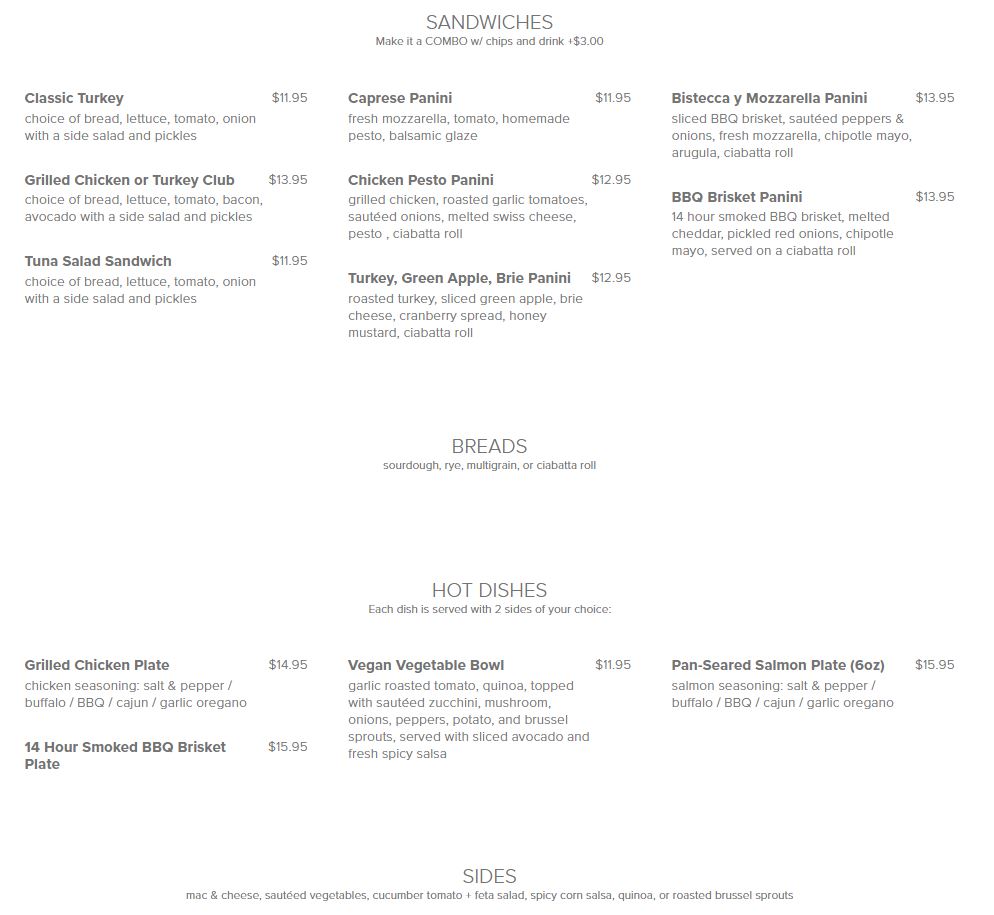 SANDWICHES
Make it a COMBO w/ chips and drink +$3.00
Classic Turkey $11.95
choice of bread, lettuce, tomato, onion
with a side salad and pickles
Grilled Chicken or Turkey Club $13.95
choice of bread, lettuce, tomato, bacon,
avocado with a side salad and pickles
Tuna Salad Sandwich $11.95
choice of bread, lettuce, tomato, onion
with a side salad and pickles
Caprese Panini $11.95
fresh mozzarella, tomato, homemade
pesto, balsamic glaze
Chicken Pesto Panini $12.95
grilled chicken, roasted garlic tomatoes,
sautéed onions, melted swiss cheese,
pesto , ciabatta roll
Turkey, Green Apple, Brie Panini $12.95
roasted turkey, sliced green apple, brie
cheese, cranberry spread, honey
mustard, ciabatta roll
Bistecca y Mozzarella Panini $13.95
sliced BBQ brisket, sautéed peppers &
onions, fresh mozzarella, chipotle mayo,
arugula, ciabatta roll
BBQ Brisket Panini $13.95
14 hour smoked BBQ brisket, melted
cheddar, pickled red onions, chipotle
mayo, served on a ciabatta roll
BREADS
sourdough, rye, multigrain, or ciabatta roll
HOT DISHES
Each dish is served with 2 sides of your choice:
Grilled Chicken Plate $14.95
chicken seasoning: salt & pepper /
buffalo / BBQ / cajun / garlic oregano
14 Hour Smoked BBQ Brisket $15.95
Plate
Vegan Vegetable Bowl $11.95
garlic roasted tomato, quinoa, topped
with sautéed zucchini, mushroom,
onions, peppers, potato, and brussel
sprouts, served with sliced avocado and
fresh spicy salsa
Pan-Seared Salmon Plate (6oz) $15.95
salmon seasoning: salt & pepper /
buffalo / BBQ / cajun / garlic oregano
SIDES
mac & cheese, sautéed vegetables, cucumber tomato + feta salad, spicy corn salsa, quinoa, or roasted brussel sprouts